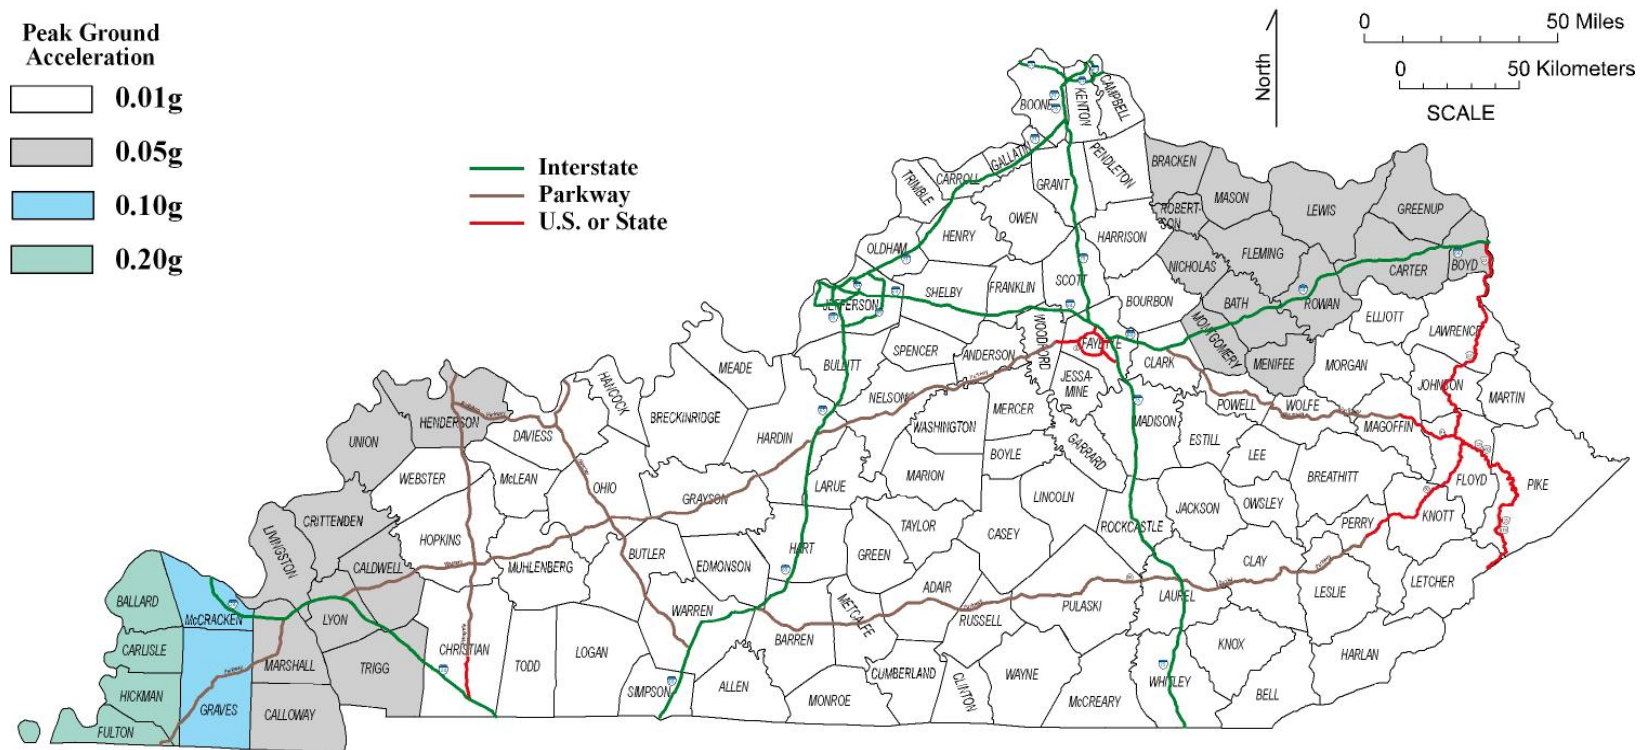 Peak Ground
Acceleration
0.01g
0.05g
0.10g
0.20g
Interstate
Parkway
U.S. or State
North
0 50 Miles
0 50 Kilometers
SCALE
BOONE
KENTON
CAMPBELL
GALLATIN
PENDLETON
BRACKEN
TRIMBLE
CARROLL
GRANT
MASON
ROBERT-
SON
LEWIS
GREENUP
OWEN
OLDHAM
HENRY
HARRISON
FLEMING
NICHOLAS
CARTER
BOYD
JEFFERSON
SHELBY
FRANKLIN
SCOTT
BOURBON
BATH
ROWAN
ELLIOTT
LAWRENCE
MONTGOMERY
WOODFORD
FAYETTE
SPENCER
ANDERSON
CLARK
MENIFEE
MORGAN
BULLITT
MEADE
HANCOCK
NELSON
JESSA-
MINE
JOHNSON
MARTIN
BRECKINRIDGE
MERCER
POWELL
WOLFE
MAGOFFIN
HENDERSON
DAVIESS
UNION
HARDIN
WASHINGTON
GARRARD
MADISON
ESTILL
LEE
BOYLE
WEBSTER
McLEAN
OHIO
GRAYSON
LARUE
MARION
LINCOLN
BREATHITT
FLOYD
PIKE
JACKSON
OWSLEY
KNOTT
CRITTENDEN
LIVINGSTON
HOPKINS
TAYLOR
CASEY
ROCKCASTLE
PERRY
CALDWELL
MUHLENBERG
BUTLER
EDMONSON
HART
GREEN
CLAY
LETCHER
BALLARD
McCRACKEN
LYON
WARREN
METCALFE
ADAIR
RUSSELL
PULASKI
LAUREL
LESLIE
CARLISLE
MARSHALL
TRIGG
CHRISTIAN
TODD
LOGAN
BARREN
KNOX
HARLAN
HICKMAN
GRAVES
CALLOWAY
SIMPSON
ALLEN
MONROE
CUMBERLAND
CLINTON
WAYNE
McCREARY
WHITLEY
BELL
FULTON